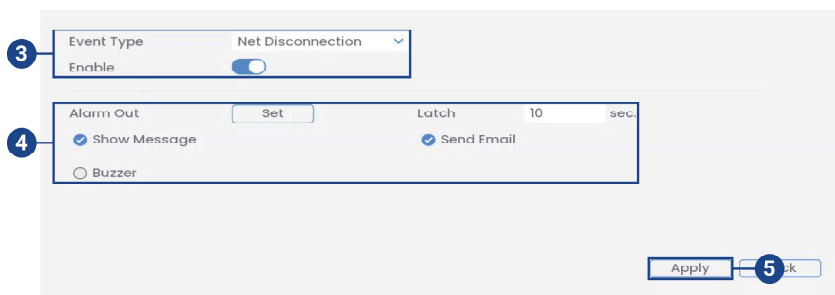 3
Event Type Net Disconnection
Enable
4
Alarm Out Set Latch 10 sec.
Show Message Send Email
Buzzer
Apply 5 ck